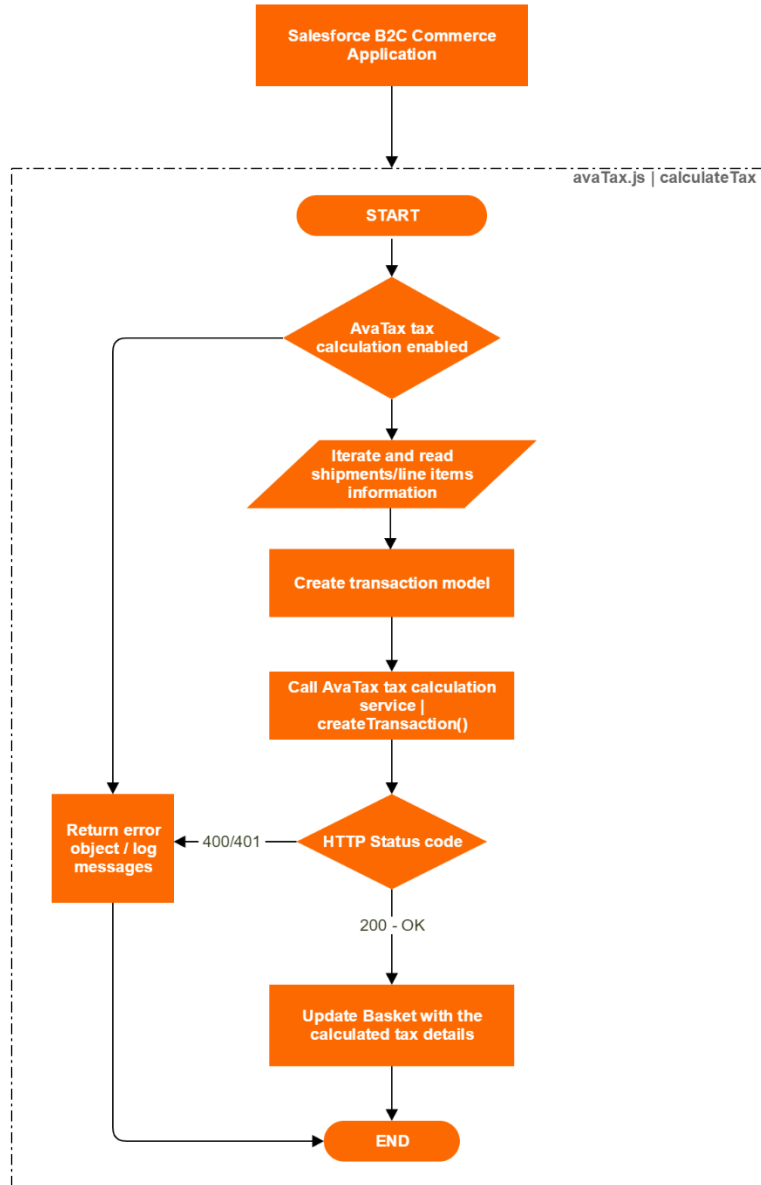 Salesforce B2C Commerce
Application
avaTax.js | calculateTax
START
AvaTax tax
calculation enabled
Iterate and read
shipments/line items
information
Create transaction model
Call AvaTax tax calculation
service |
createTransaction()
Return error
object / log
messages
400/401
HTTP Status code
200 - OK
Update Basket with the
calculated tax details
END